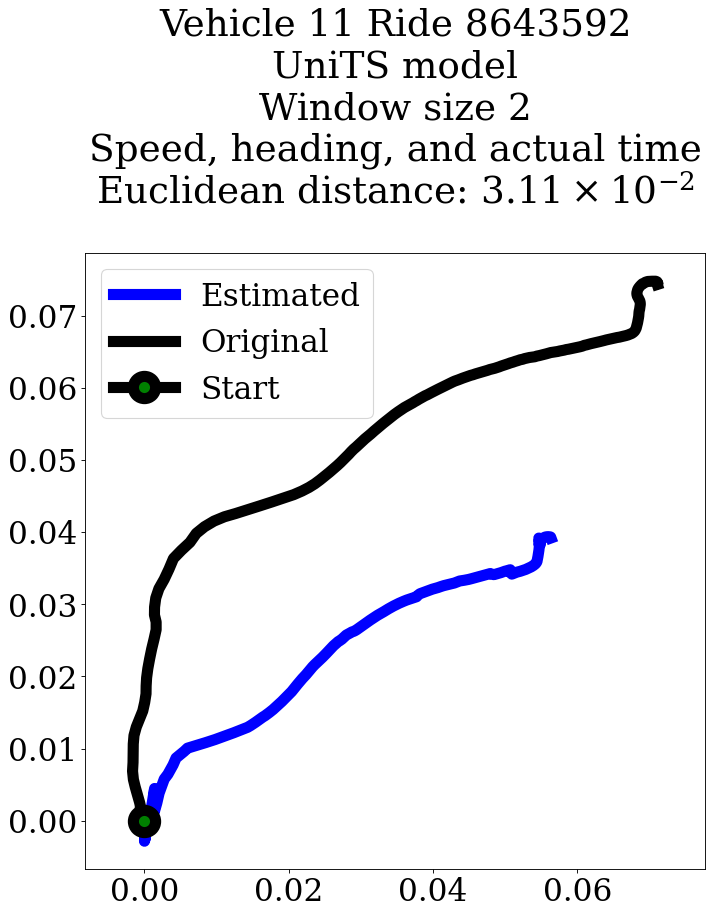 Vehicle 11 Ride 8643592
UniTS model
Window size 2
Speed, heading, and actual time
Euclidean distance: 3.11 × 10⁻²
Estimated
Original
Start
0.07
0.06
0.05
0.04
0.03
0.02
0.01
0.00
0.00 0.02 0.04 0.06